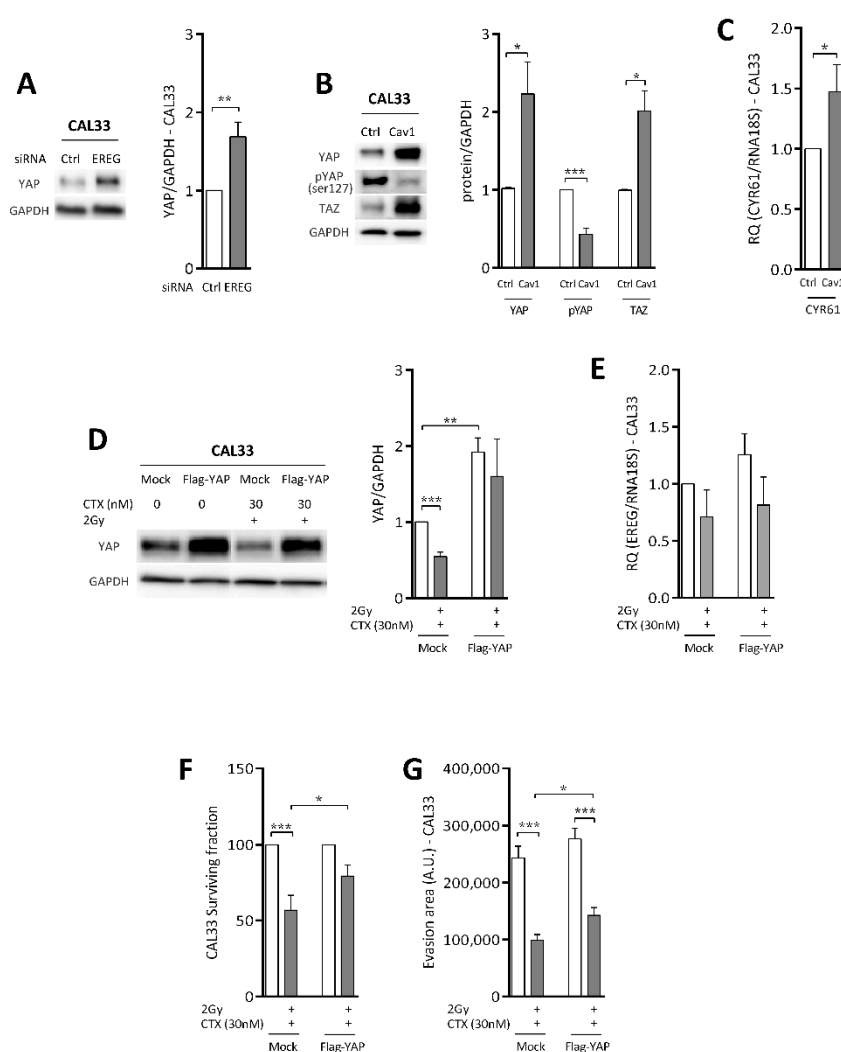 A
CAL33
siRNA Ctrl EREG
YAP
GAPDH
YAP/GAPDH - CAL33
3
2
1
0
**
siRNA Ctrl EREG
B
CAL33
Ctrl Cav1
YAP
pYAP
(ser127)
TAZ
GAPDH
protein/GAPDH
3
2
1
0
* *** *
Ctrl Cav1 Ctrl Cav1 Ctrl Cav1
YAP pYAP TAZ
C
RQ (CYR61/RNA18S) - CAL33
2.0
1.5
1.0
0.5
0.0
*
Ctrl Cav1
CYR61
D
CAL33
Mock Flag-YAP Mock Flag-YAP
CTX (nM) 0 0 30 30
2Gy + +
YAP
GAPDH
YAP/GAPDH
3
2
1
0
**
***
2Gy + +
CTX (30nM) + +
Mock Flag-YAP
E
RQ (EREG/RNA18S) - CAL33
2.0
1.5
1.0
0.5
0.0
2Gy + +
CTX (30nM) + +
Mock Flag-YAP
F
CAL33 Surviving fraction
150
100
50
0
*
***
2Gy + +
CTX (30nM) + +
Mock Flag-YAP
G
Evasion area (A.U.) - CAL33
400,000
300,000
200,000
100,000
0
*
*** ***
2Gy + +
CTX (30nM) + +
Mock Flag-YAP